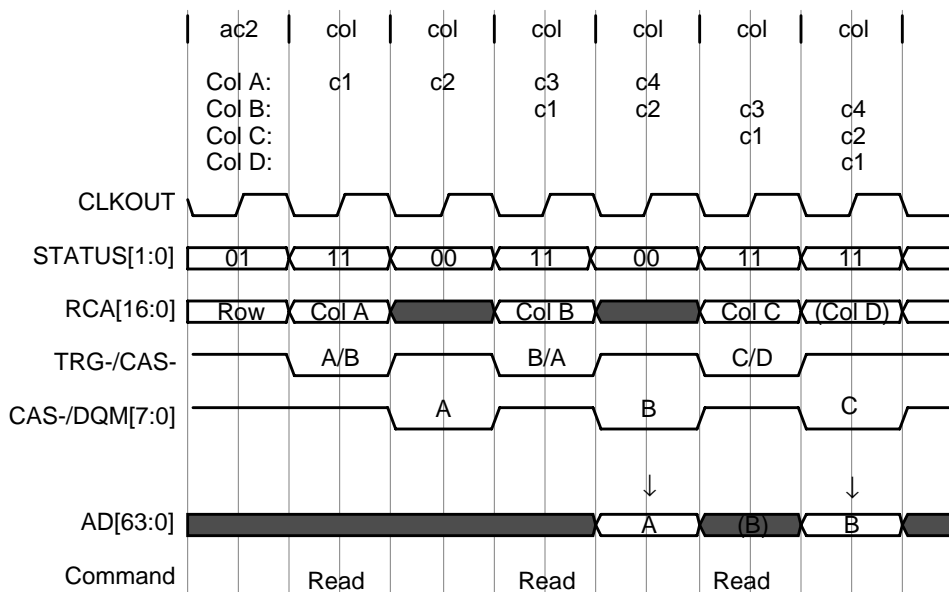 ac2 col col col col col col
Col A: c1 c2 c3 c4
Col B: c1 c2 c3 c4
Col C: c1 c2
Col D: c1
CLKOUT
STATUS[1:0] 01 11 00 11 00 11 11
RCA[16:0] Row Col A Col B Col C (Col D)
TRG-/CAS- A/B B/A C/D
CAS-/DQM[7:0] A B C
↓ ↓
AD[63:0] A (B) B
Command Read Read Read